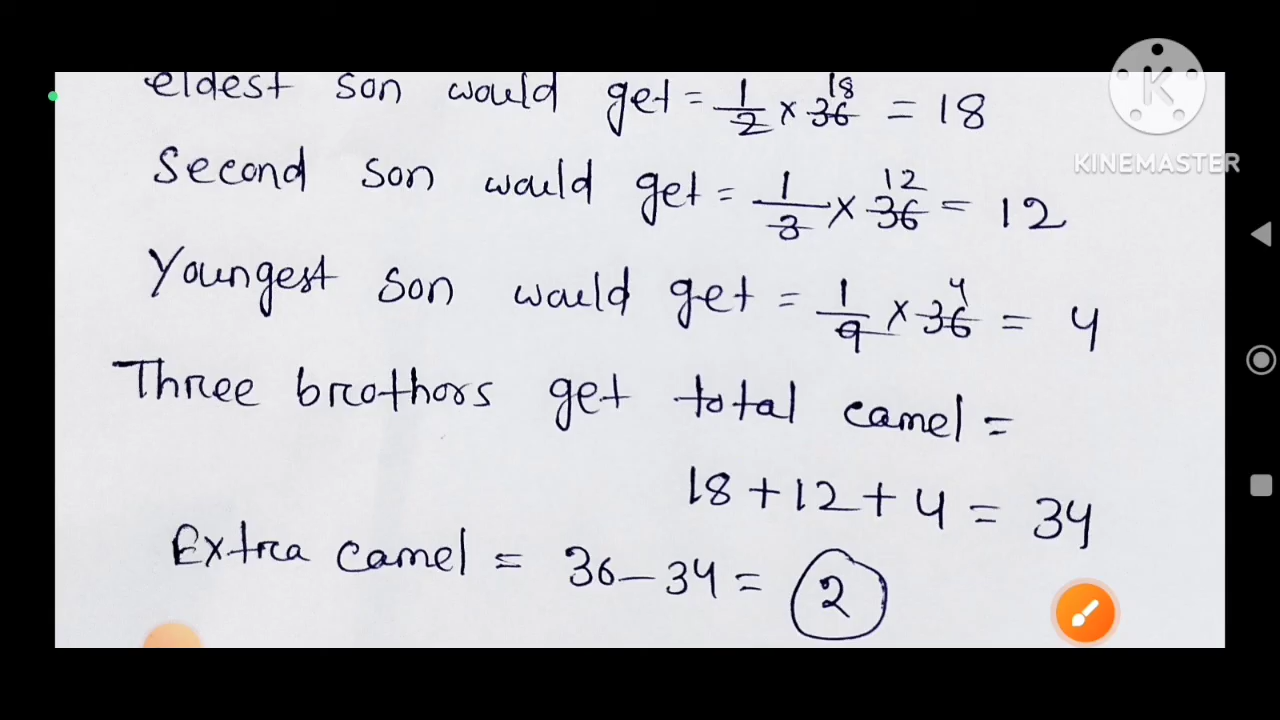 eldest son would get = 1/2 × 36 18 = 18
Second son would get = 1/3 × 36 12 = 12
Youngest son would get = 1/9 × 36 4 = 4
Three brothors get total camel =
18 + 12 + 4 = 34
Extra camel = 36 – 34 = 2
K
KINEMASTER